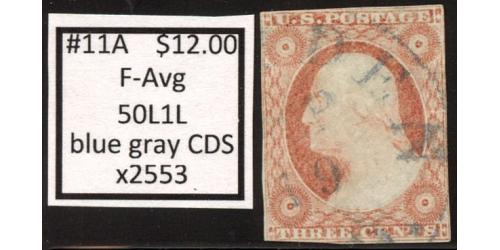 #11A $12.00
F-Avg
50L1L
blue gray CDS
x2553
U.S. POSTAGE
THREE CENTS